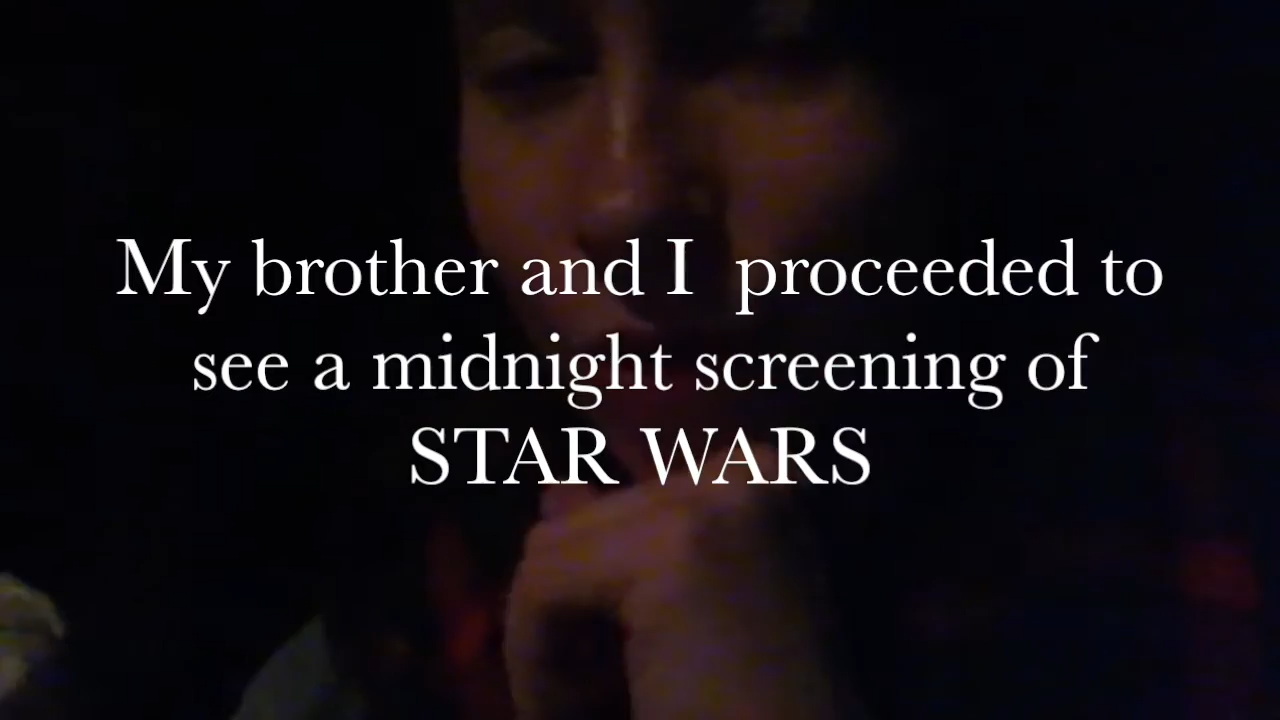 My brother and I  proceeded to
see a midnight screening of
STAR WARS